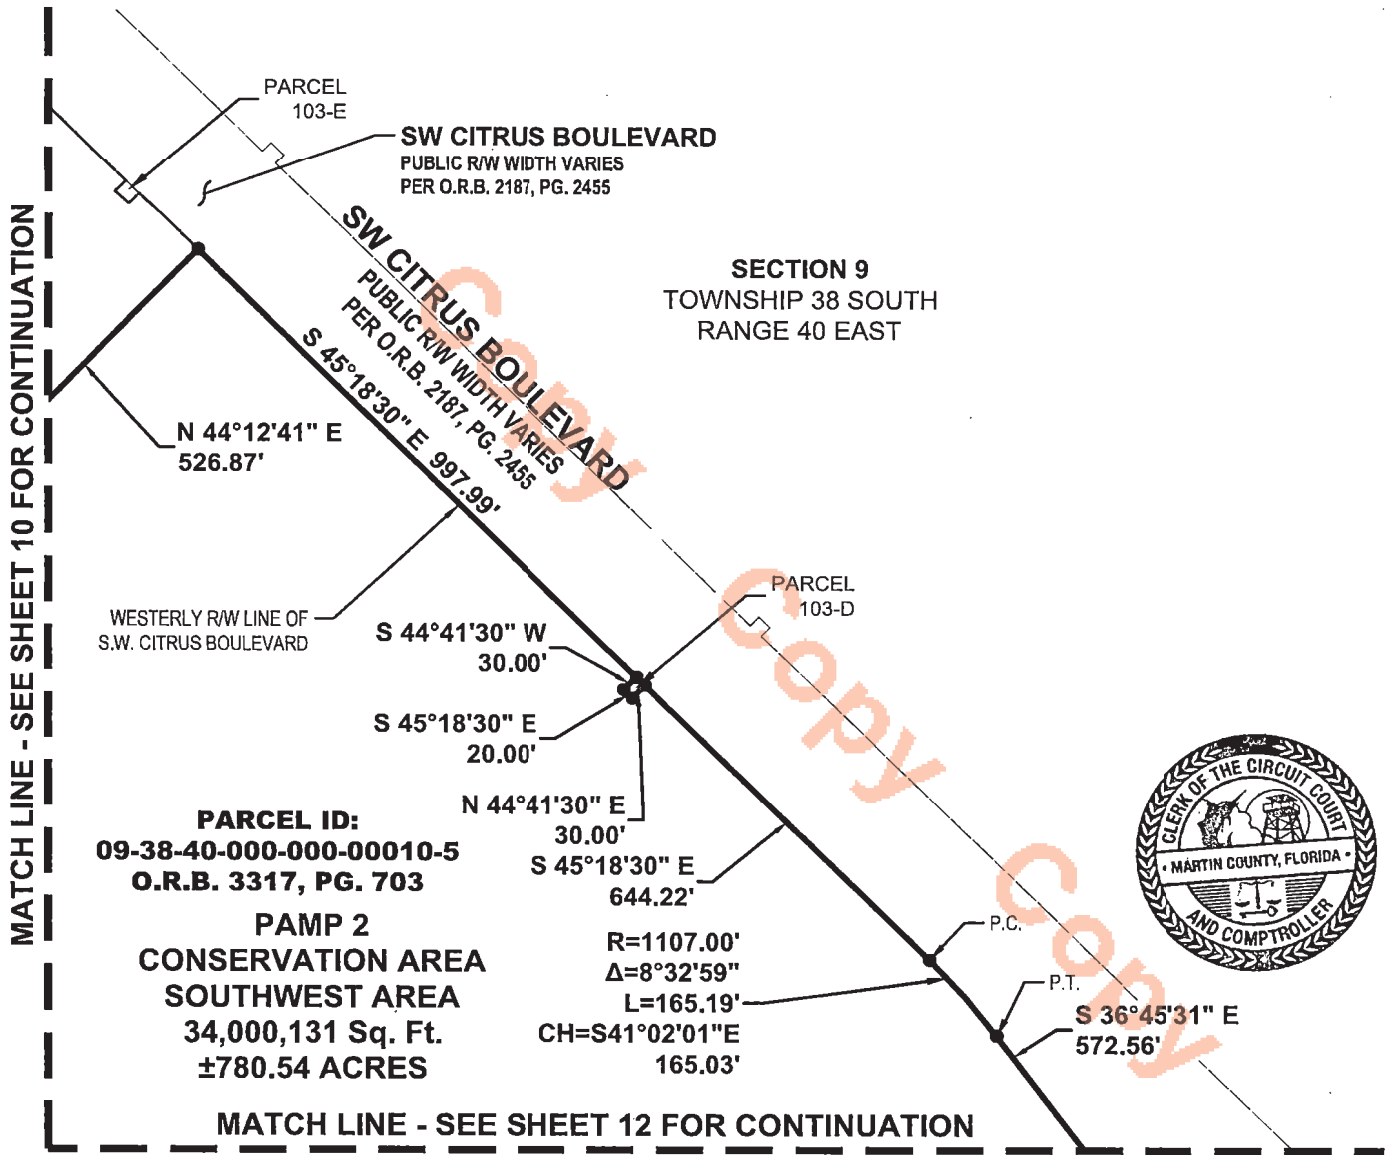 PARCEL
103-E
SW CITRUS BOULEVARD
PUBLIC R/W WIDTH VARIES
PER O.R.B. 2187, PG. 2455
SW CITRUS BOULEVARD
PUBLIC R/W WIDTH VARIES
PER O.R.B. 2187, PG. 2455
SECTION 9
TOWNSHIP 38 SOUTH
RANGE 40 EAST
MATCH LINE - SEE SHEET 10 FOR CONTINUATION
N 44°12'41" E
526.87'
S 45°18'30" E 997.99'
WESTERLY R/W LINE OF
S.W. CITRUS BOULEVARD
PARCEL
103-D
S 44°41'30" W
30.00'
S 45°18'30" E
20.00'
N 44°41'30" E
30.00'
S 45°18'30" E
644.22'
PARCEL ID:
09-38-40-000-000-00010-5
O.R.B. 3317, PG. 703
PAMP 2
CONSERVATION AREA
SOUTHWEST AREA
34,000,131 Sq. Ft.
±780.54 ACRES
R=1107.00'
Δ=8°32'59"
L=165.19'
CH=S41°02'01"E
165.03'
P.C.
P.T.
S 36°45'31" E
572.56'
CLERK OF THE CIRCUIT COURT
• MARTIN COUNTY, FLORIDA •
AND COMPTROLLER
Copy
Copy
Copy
MATCH LINE - SEE SHEET 12 FOR CONTINUATION